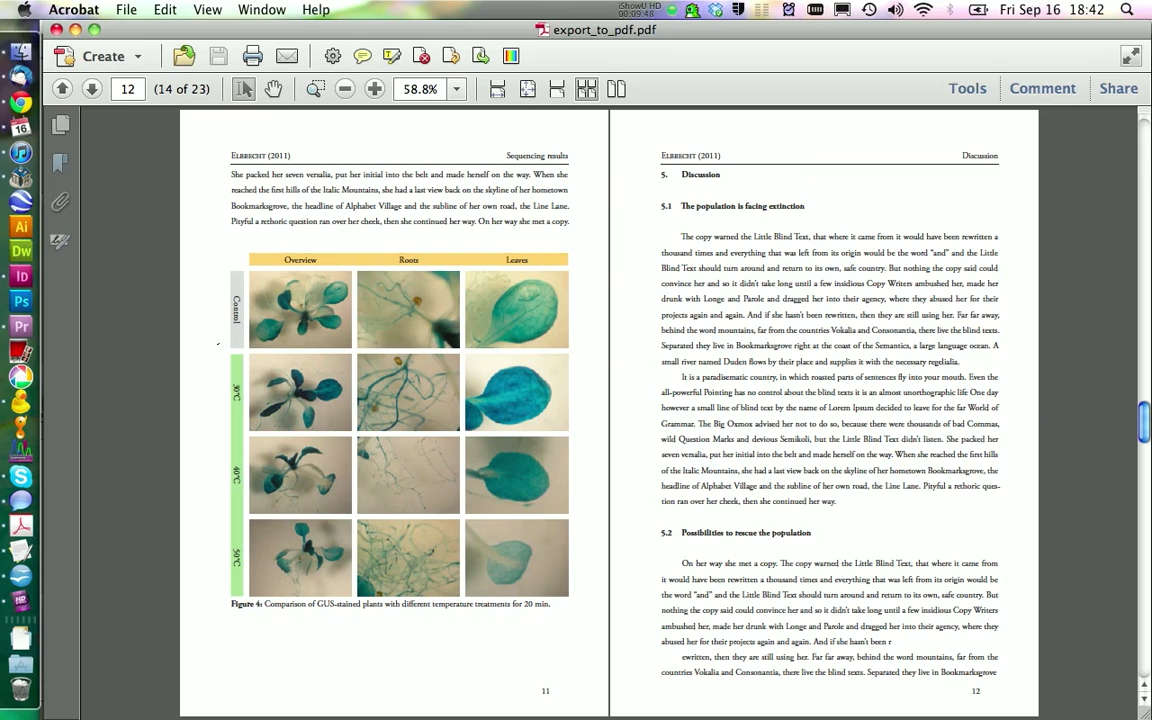 Acrobat File Edit View Window Help iShowU HD 00:09:48 Fri Sep 16 18:42
export_to_pdf.pdf
Create
12 (14 of 23) 58.8% Tools Comment Share
ELBRECHT (2011) Sequencing results
She packed her seven versalia, put her initial into the belt and made herself on the way. When she
reached the first hills of the Italic Mountains, she had a last view back on the skyline of her hometown
Bookmarksgrove, the headline of Alphabet Village and the subline of her own road, the Line Lane.
Pityful a rethoric question ran over her cheek, then she continued her way. On her way she met a copy.
Overview Roots Leaves
Control
30°C
40°C
50°C
Figure 4: Comparison of GUS-stained plants with different temperature treatments for 20 min.
11
ELBRECHT (2011) Discussion
5. Discussion
5.1 The population is facing extinction
The copy warned the Little Blind Text, that where it came from it would have been rewritten a
thousand times and everything that was left from its origin would be the word “and” and the Little
Blind Text should turn around and return to its own, safe country. But nothing the copy said could
convince her and so it didn’t take long until a few insidious Copy Writers ambushed her, made her
drunk with Longe and Parole and dragged her into their agency, where they abused her for their
projects again and again. And if she hasn’t been rewritten, then they are still using her. Far far away,
behind the word mountains, far from the countries Vokalia and Consonantia, there live the blind texts.
Separated they live in Bookmarksgrove right at the coast of the Semantics, a large language ocean. A
small river named Duden flows by their place and supplies it with the necessary regelialia.
It is a paradisematic country, in which roasted parts of sentences fly into your mouth. Even the
all-powerful Pointing has no control about the blind texts it is an almost unorthographic life One day
however a small line of blind text by the name of Lorem Ipsum decided to leave for the far World of
Grammar. The Big Oxmox advised her not to do so, because there were thousands of bad Commas,
wild Question Marks and devious Semikoli, but the Little Blind Text didn’t listen. She packed her
seven versalia, put her initial into the belt and made herself on the way. When she reached the first hills
of the Italic Mountains, she had a last view back on the skyline of her hometown Bookmarksgrove, the
headline of Alphabet Village and the subline of her own road, the Line Lane. Pityful a rethoric ques-
tion ran over her cheek, then she continued her way.
5.2 Possibilities to rescue the population
On her way she met a copy. The copy warned the Little Blind Text, that where it came from
it would have been rewritten a thousand times and everything that was left from its origin would be
the word “and” and the Little Blind Text should turn around and return to its own, safe country. But
nothing the copy said could convince her and so it didn’t take long until a few insidious Copy Writers
ambushed her, made her drunk with Longe and Parole and dragged her into their agency, where they
abused her for their projects again and again. And if she hasn’t been r
ewritten, then they are still using her. Far far away, behind the word mountains, far from the
countries Vokalia and Consonantia, there live the blind texts. Separated they live in Bookmarksgrove
12
16
Ai
Dw
Id
Ps
Pr